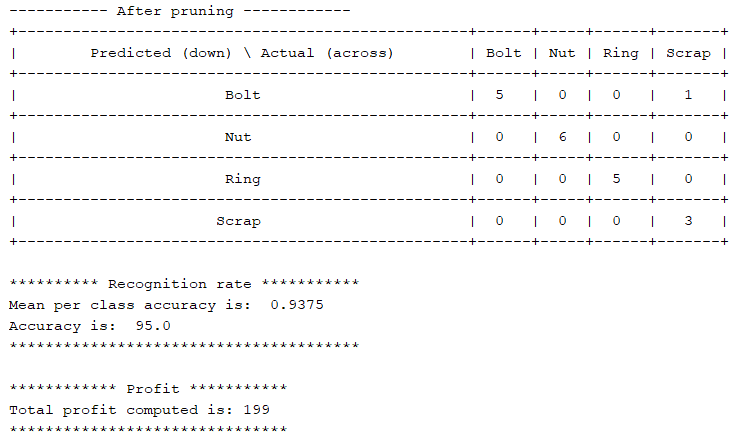 ----------- After pruning ------------
+--------------------------------------------------+------+-----+------+-------+
| Predicted (down) \ Actual (across) | Bolt | Nut | Ring | Scrap |
+--------------------------------------------------+------+-----+------+-------+
| Bolt | 5 | 0 | 0 | 1 |
+--------------------------------------------------+------+-----+------+-------+
| Nut | 0 | 6 | 0 | 0 |
+--------------------------------------------------+------+-----+------+-------+
| Ring | 0 | 0 | 5 | 0 |
+--------------------------------------------------+------+-----+------+-------+
| Scrap | 0 | 0 | 0 | 3 |
+--------------------------------------------------+------+-----+------+-------+
********** Recognition rate ***********
Mean per class accuracy is:  0.9375
Accuracy is:  95.0
***************************************
************ Profit ***********
Total profit computed is: 199
*******************************